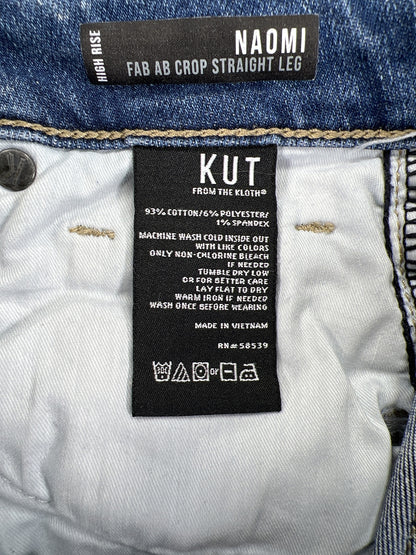 HIGH RISE
NAOMI
FAB AB CROP STRAIGHT LEG
KUT
FROM THE KLOTH®
93% COTTON/6% POLYESTER/
1% SPANDEX
MACHINE WASH COLD INSIDE OUT
WITH LIKE COLORS
ONLY NON-CHLORINE BLEACH
IF NEEDED
TUMBLE DRY LOW
OR FOR BETTER CARE
LAY FLAT TO DRY
WARM IRON IF NEEDED
WASH ONCE BEFORE WEARING
MADE IN VIETNAM
RN# 58539
or